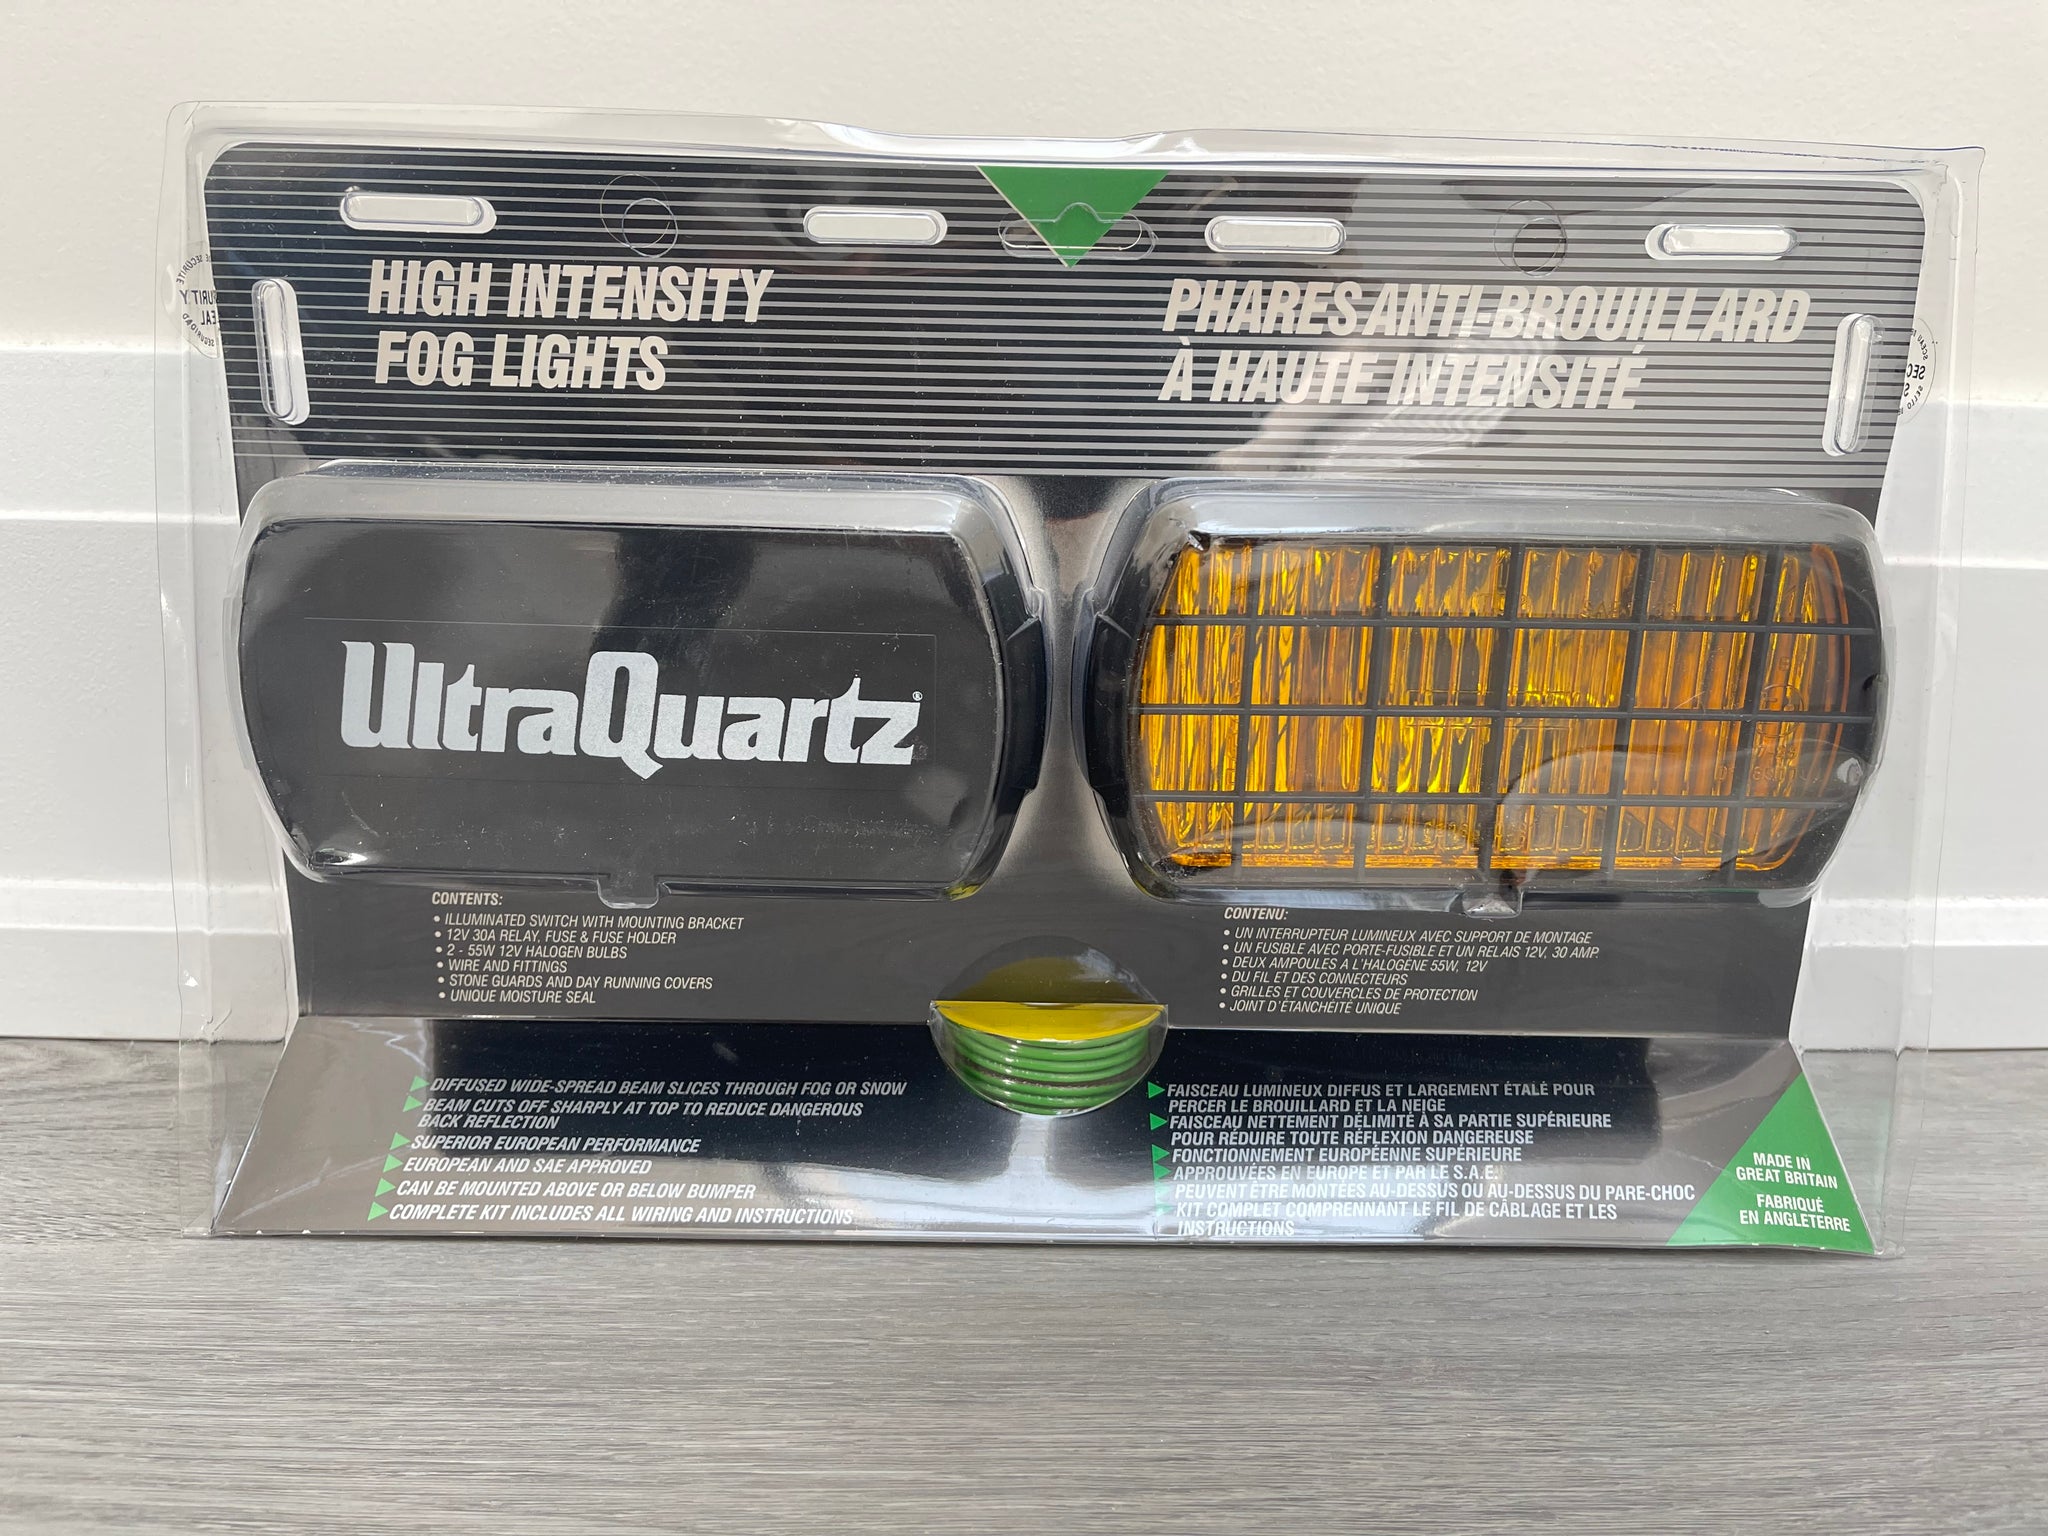 HIGH INTENSITY
FOG LIGHTS
PHARES ANTI-BROUILLARD
À HAUTE INTENSITÉ
UltraQuartz®
CONTENTS:
• ILLUMINATED SWITCH WITH MOUNTING BRACKET
• 12V 30A RELAY, FUSE & FUSE HOLDER
• 2 - 55W 12V HALOGEN BULBS
• WIRE AND FITTINGS
• STONE GUARDS AND DAY RUNNING COVERS
• UNIQUE MOISTURE SEAL
CONTENU:
• UN INTERRUPTEUR LUMINEUX AVEC SUPPORT DE MONTAGE
• UN FUSIBLE AVEC PORTE-FUSIBLE ET UN RELAIS 12V, 30 AMP.
• DEUX AMPOULES A L'HALOGÈNE 55W, 12V
• DU FIL ET DES CONNECTEURS
• GRILLES ET COUVERCLES DE PROTECTION
• JOINT D'ÉTANCHÉITÉ UNIQUE
DIFFUSED WIDE-SPREAD BEAM SLICES THROUGH FOG OR SNOW
BEAM CUTS OFF SHARPLY AT TOP TO REDUCE DANGEROUS
BACK REFLECTION
SUPERIOR EUROPEAN PERFORMANCE
EUROPEAN AND SAE APPROVED
CAN BE MOUNTED ABOVE OR BELOW BUMPER
COMPLETE KIT INCLUDES ALL WIRING AND INSTRUCTIONS
FAISCEAU LUMINEUX DIFFUS ET LARGEMENT ÉTALÉ POUR
PERCER LE BROUILLARD ET LA NEIGE
FAISCEAU NETTEMENT DÉLIMITÉ À SA PARTIE SUPÉRIEURE
POUR RÉDUIRE TOUTE RÉFLEXION DANGEREUSE
FONCTIONNEMENT EUROPÉENNE SUPÉRIEURE
APPROUVÉES EN EUROPE ET PAR LE S.A.E.
PEUVENT ÊTRE MONTÉES AU-DESSUS OU AU-DESSUS DU PARE-CHOC
KIT COMPLET COMPRENNANT LE FIL DE CÂBLAGE ET LES
INSTRUCTIONS
MADE IN
GREAT BRITAIN
FABRIQUÉ
EN ANGLETERRE